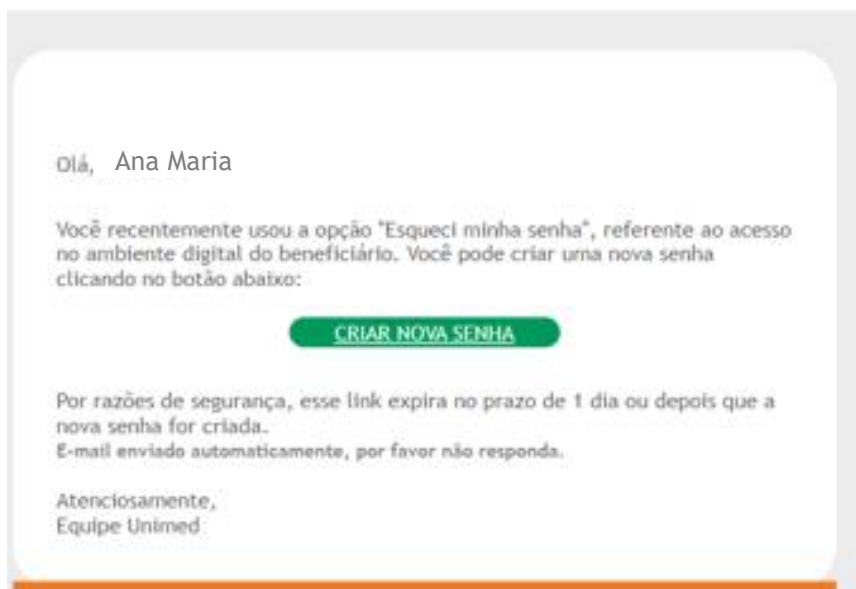 Olá, Ana Maria
Você recentemente usou a opção "Esqueci minha senha", referente ao acesso
no ambiente digital do beneficiário. Você pode criar uma nova senha
clicando no botão abaixo:
CRIAR NOVA SENHA
Por razões de segurança, esse link expira no prazo de 1 dia ou depois que a
nova senha for criada.
E-mail enviado automaticamente, por favor não responda.
Atenciosamente,
Equipe Unimed